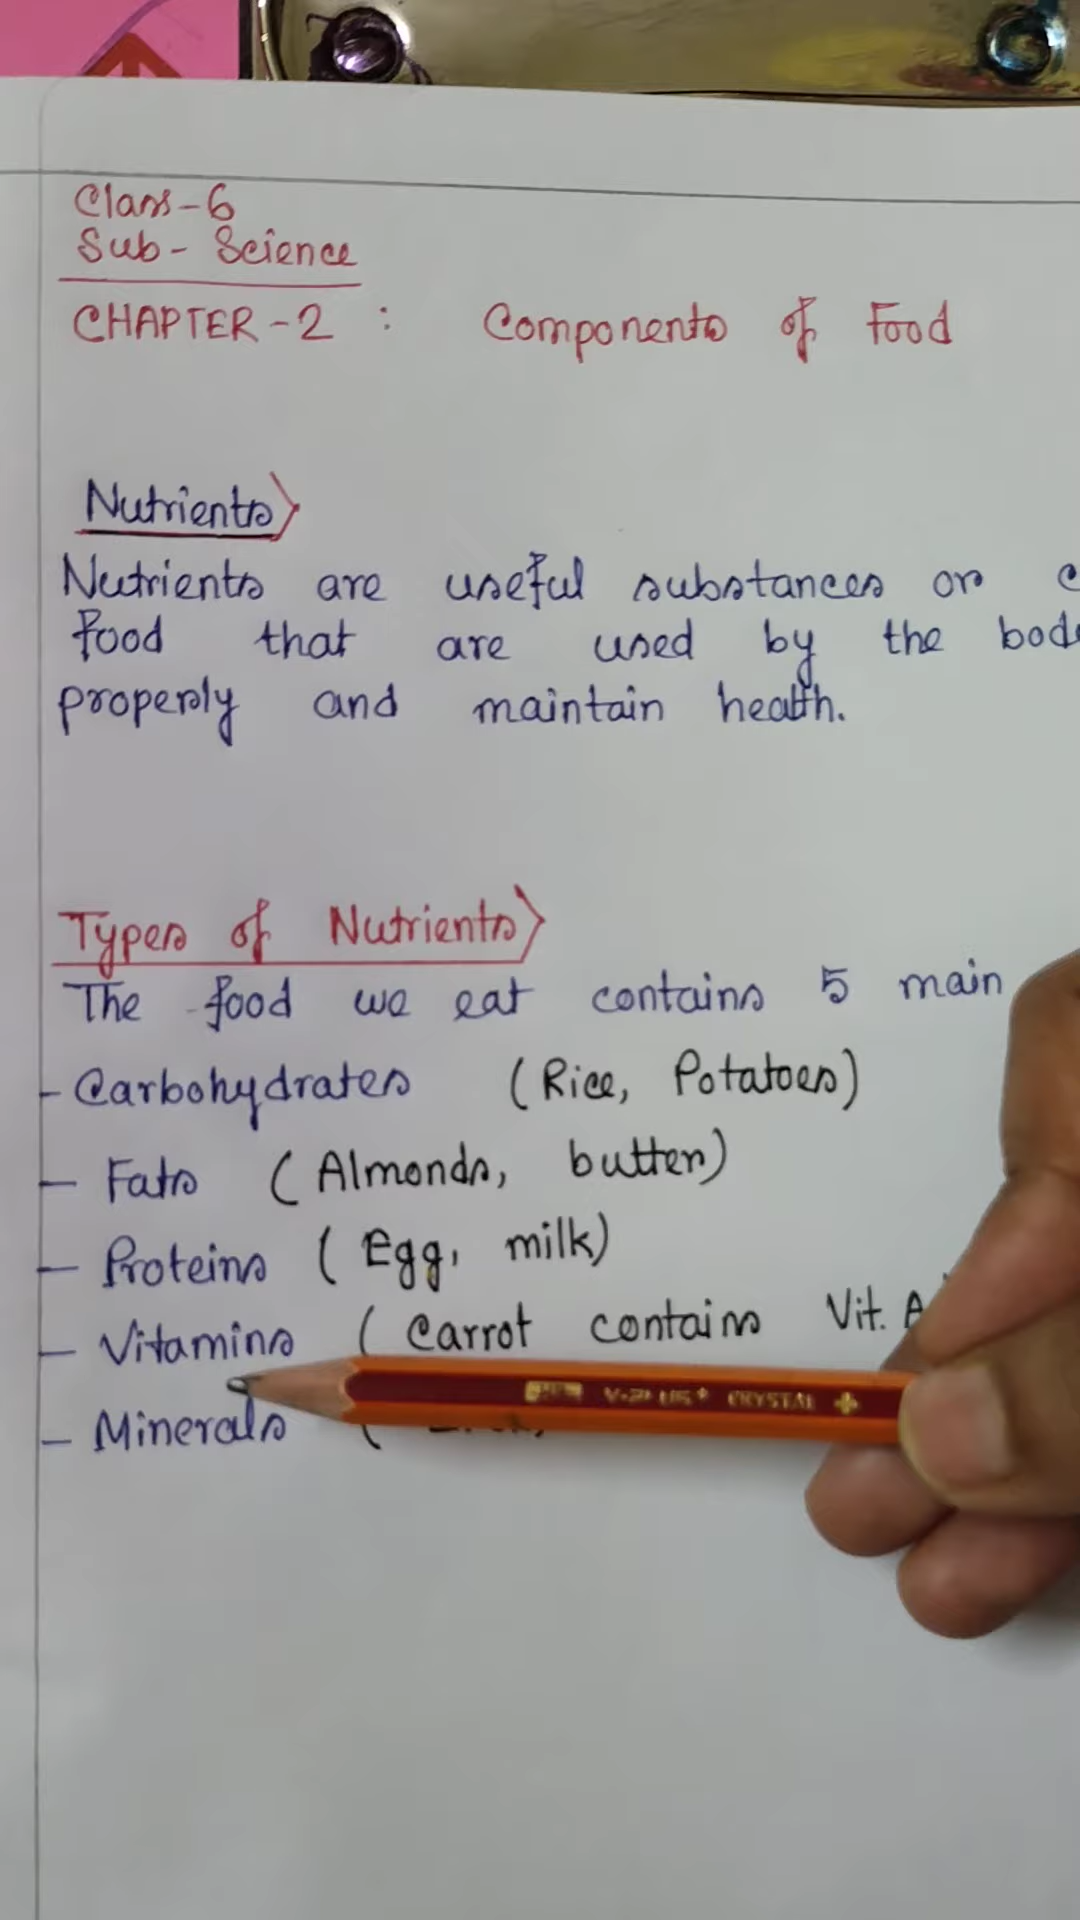 Class-6
Sub- Science
CHAPTER-2 : Components of Food
Nutrients
Nutrients are useful substances or
food that are used by the
properly and maintain health.
Types of Nutrients
The food we eat contains 5 main
- Carbohydrates (Rice, Potatoes)
- Fats (Almonds, butter)
- Proteins (Egg, milk)
- Vitamins (Carrot contains Vit. A
CRYSTAL
- Minerals (